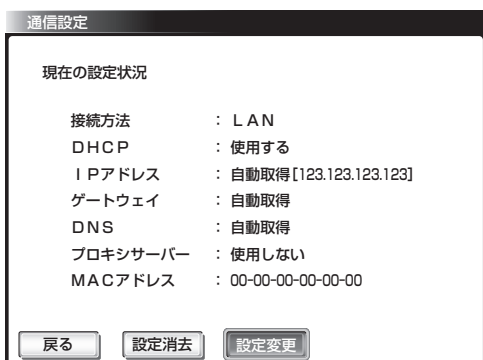 通信設定
現在の設定状況
接続方法 : LAN
DHCP : 使用する
IPアドレス : 自動取得[123.123.123.123]
ゲートウェイ : 自動取得
DNS : 自動取得
プロキシサーバー : 使用しない
MACアドレス : 00-00-00-00-00-00
戻る 設定消去 設定変更